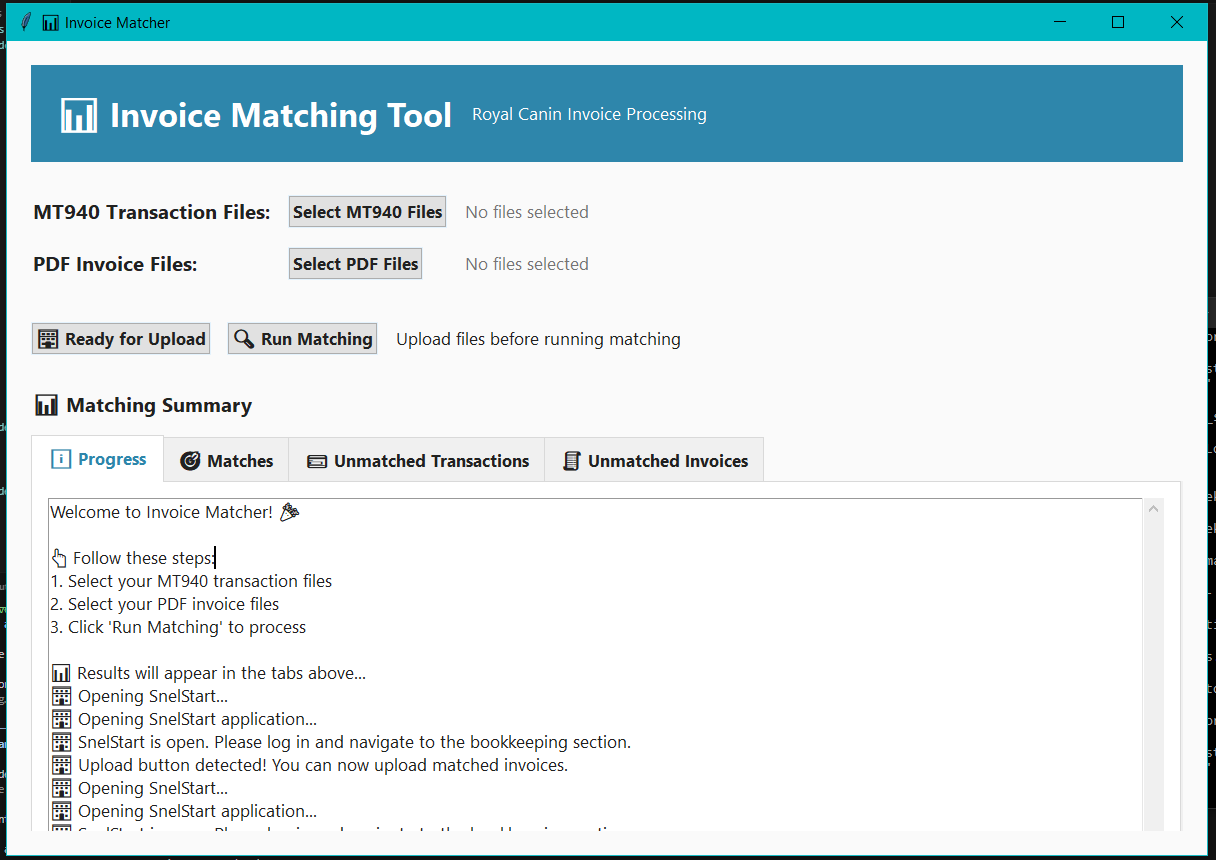 Invoice Matcher
Invoice Matching Tool Royal Canin Invoice Processing
MT940 Transaction Files: Select MT940 Files No files selected
PDF Invoice Files: Select PDF Files No files selected
Ready for Upload Run Matching Upload files before running matching
Matching Summary
Progress Matches Unmatched Transactions Unmatched Invoices
Welcome to Invoice Matcher!
Follow these steps:
1. Select your MT940 transaction files
2. Select your PDF invoice files
3. Click 'Run Matching' to process
Results will appear in the tabs above...
Opening SnelStart...
Opening SnelStart application...
SnelStart is open. Please log in and navigate to the bookkeeping section.
Upload button detected! You can now upload matched invoices.
Opening SnelStart...
Opening SnelStart application...